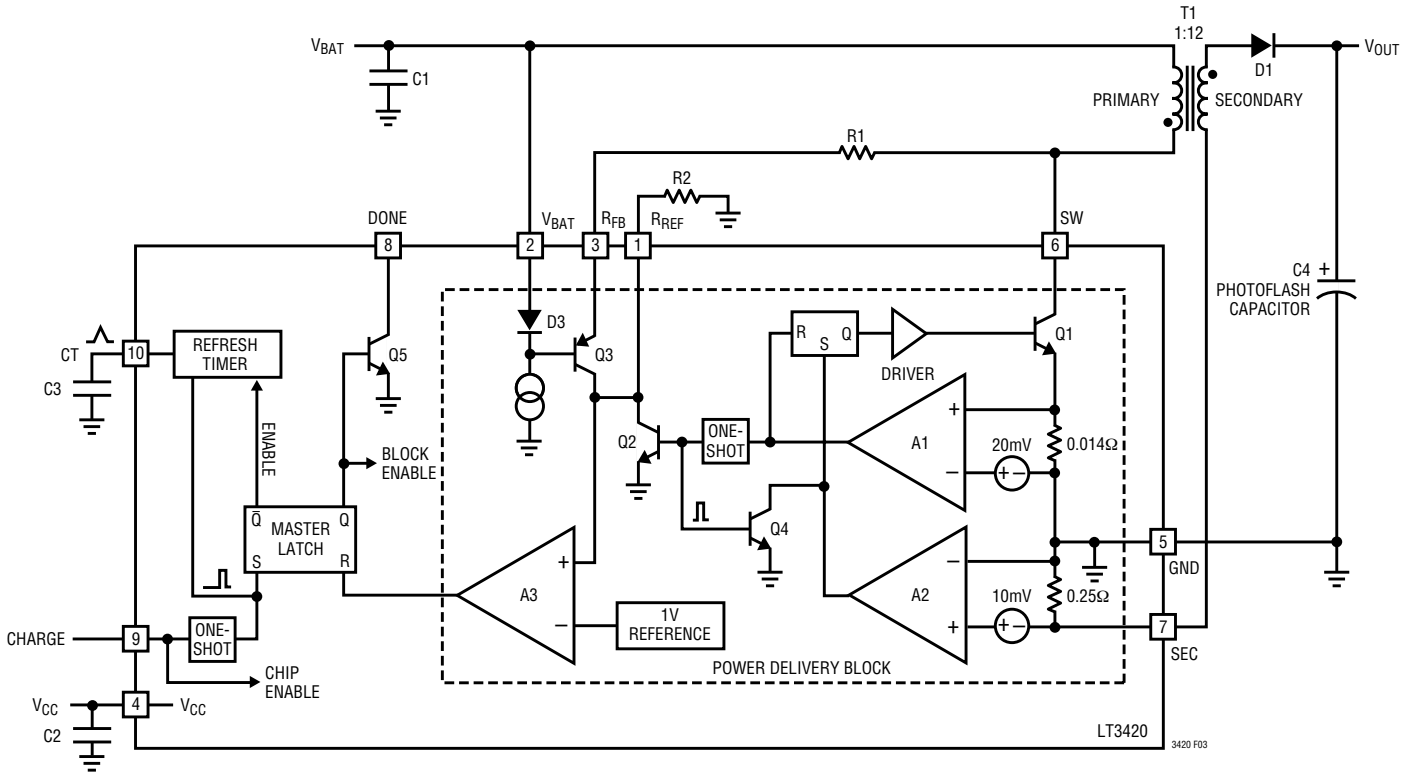 T1
1:12
VBAT
VOUT
D1
C1
PRIMARY
SECONDARY
R1
R2
DONE
VBAT
RFB
RREF
SW
8
2
3
1
6
C4
+
PHOTOFLASH
CAPACITOR
D3
Q3
R
S
Q
Q1
DRIVER
CT
10
REFRESH
TIMER
Q5
C3
ENABLE
BLOCK
ENABLE
Q2
ONE-
SHOT
A1
+
−
20mV
+−
0.014Ω
Q̄
Q
MASTER
LATCH
S
R
Q4
5
GND
A3
+
−
1V
REFERENCE
A2
−
+
10mV
+−
0.25Ω
7
SEC
CHARGE
9
ONE-
SHOT
CHIP
ENABLE
POWER DELIVERY BLOCK
VCC
4
VCC
C2
LT3420
3420 F03